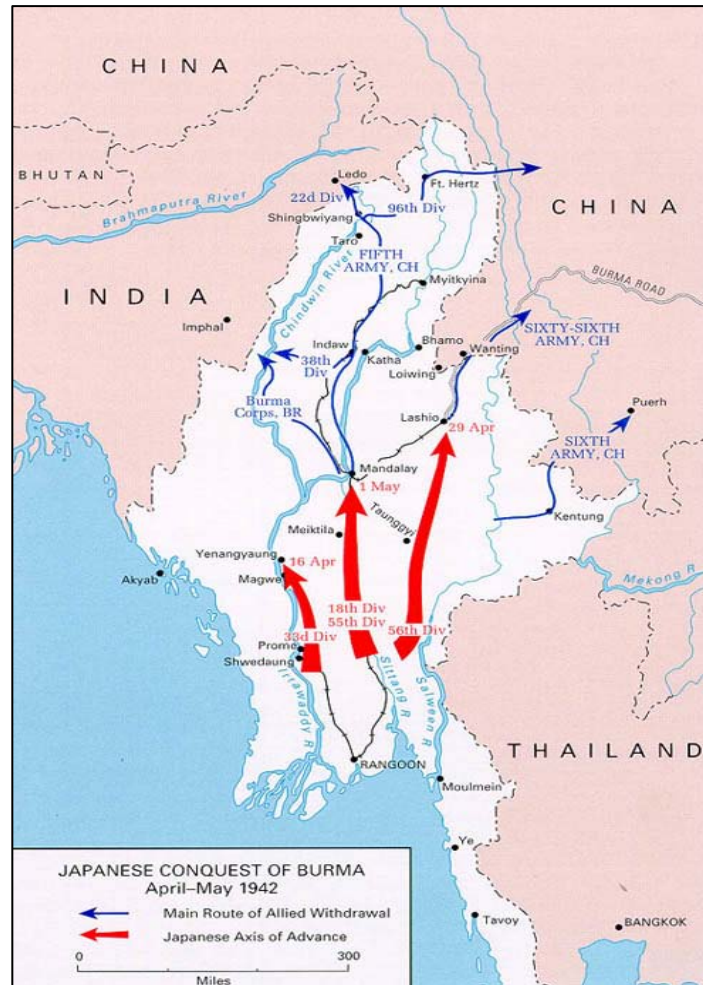 CHINA
BHUTAN
Ledo
Ft. Hertz
22d Div
96th Div
Brahmaputra River
Shingbwiyang
CHINA
Taro
FIFTH
ARMY, CH
INDIA
Chindwin River
Myitkyina
BURMA ROAD
Imphal
SIXTY-SIXTH
ARMY, CH
Indaw
Bhamo
Katha
Wanting
38th
Div
Loiwing
Burma
Corps, BR
Puerh
Lashio
29 Apr
SIXTH
ARMY, CH
Mandalay
1 May
Kentung
Meiktila
Taunggyi
Yenangyaung
16 Apr
Akyab
Magwe
Mekong R
18th Div
55th Div
33d Div
56th Div
Prome
Shwedaung
Irrawaddy R
Sittang R
Salween R
THAILAND
RANGOON
Moulmein
Ye
Tavoy
BANGKOK
JAPANESE CONQUEST OF BURMA
April–May 1942
Main Route of Allied Withdrawal
Japanese Axis of Advance
0 300
Miles